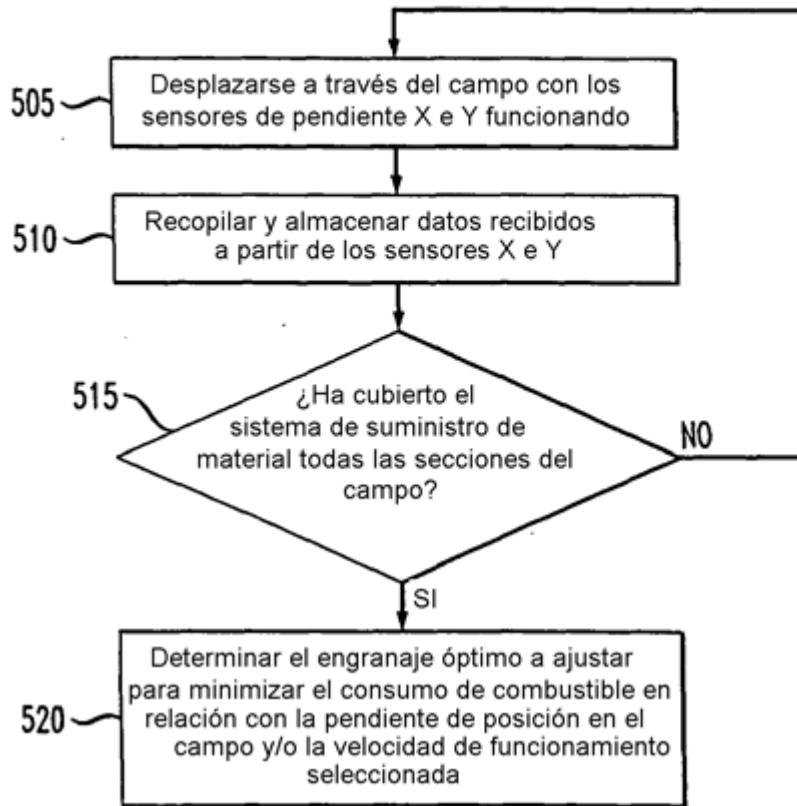 505
Desplazarse a través del campo con los
sensores de pendiente X e Y funcionando
510
Recopilar y almacenar datos recibidos
a partir de los sensores X e Y
515
¿Ha cubierto el
sistema de suministro de
material todas las secciones del
campo?
NO
SI
520
Determinar el engranaje óptimo a ajustar
para minimizar el consumo de combustible en
relación con la pendiente de posición en el
campo y/o la velocidad de funcionamiento
seleccionada